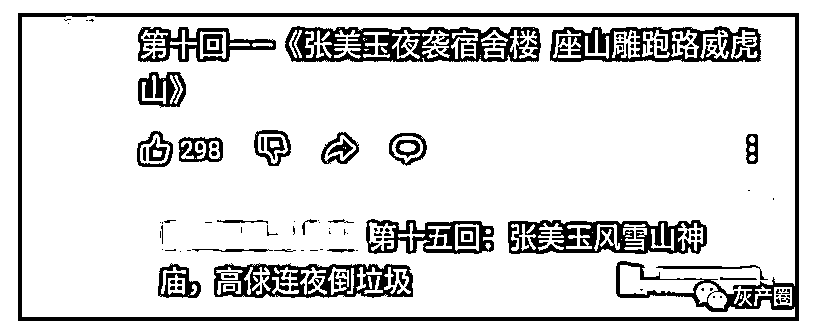 第十回——《张美玉夜袭宿舍楼 座山雕跑路威虎
山》
298
第十五回：张美玉风雪山神
庙，高俅连夜倒垃圾
灰产圈